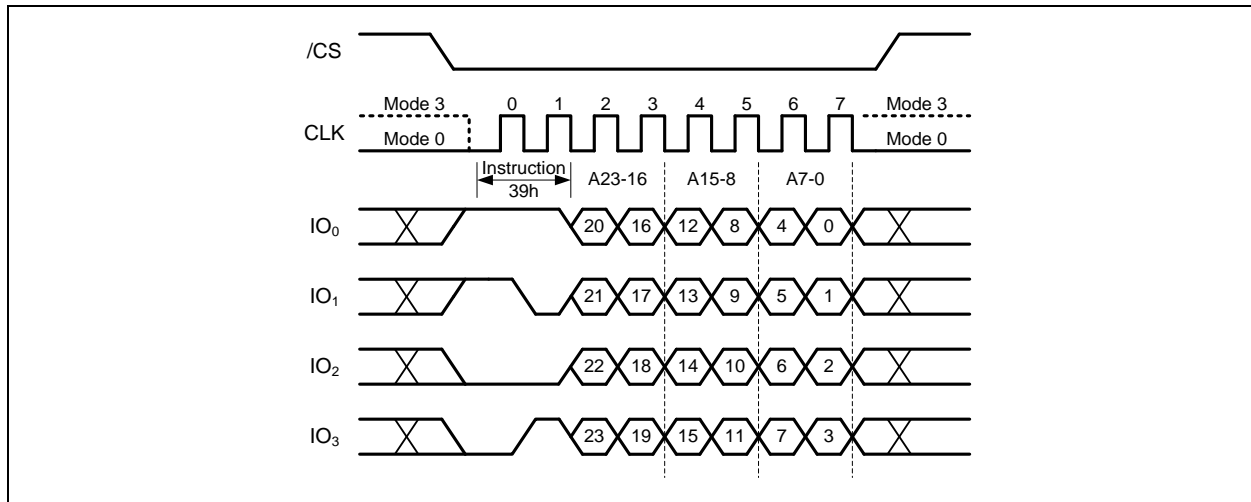 /CS
Mode 3 0 1 2 3 4 5 6 7 Mode 3
CLK
Mode 0 Mode 0
Instruction
39h
A23-16 A15-8 A7-0
IO₀ 20 16 12 8 4 0
IO₁ 21 17 13 9 5 1
IO₂ 22 18 14 10 6 2
IO₃ 23 19 15 11 7 3